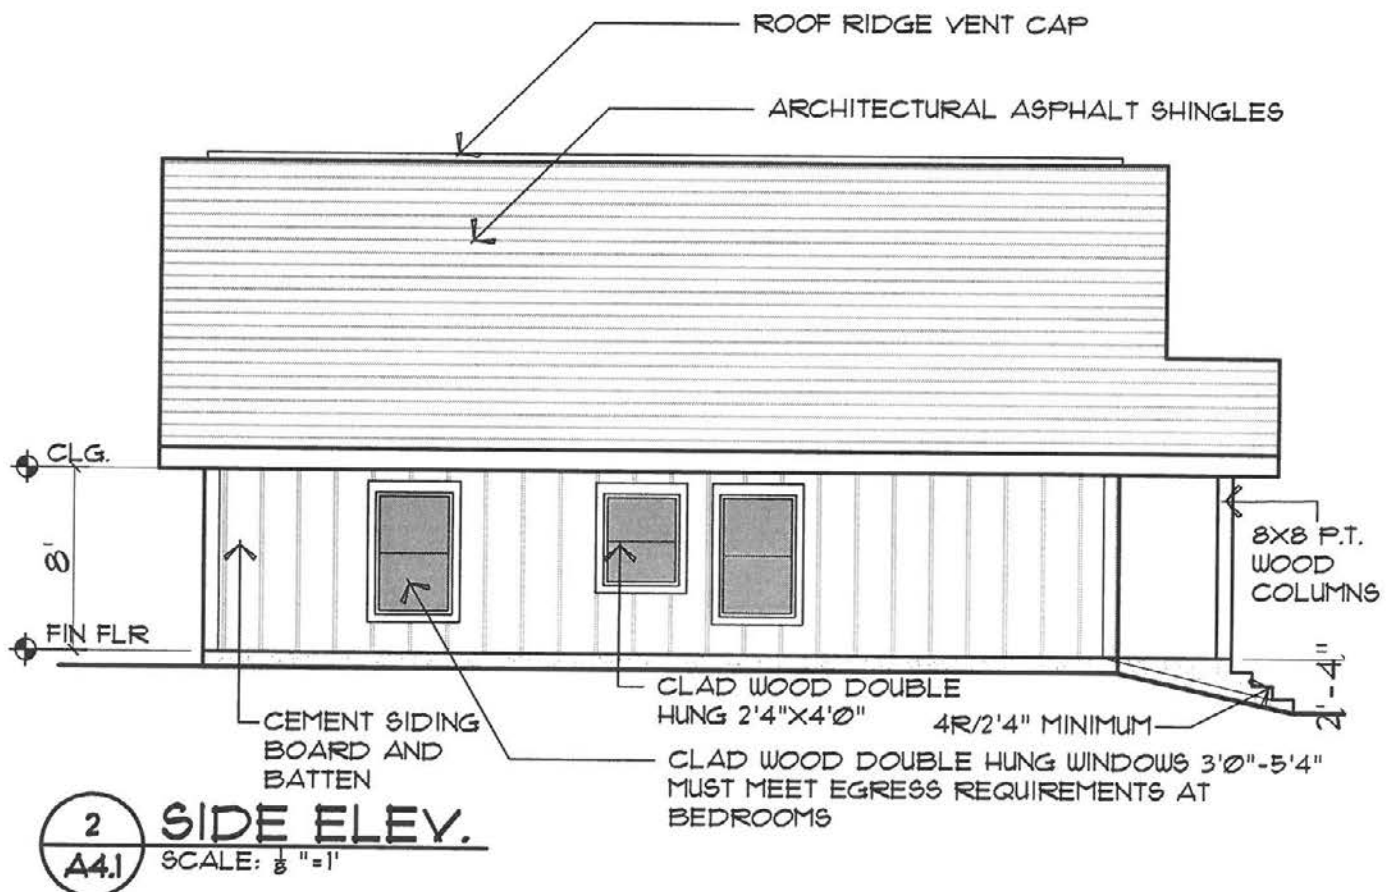 ROOF RIDGE VENT CAP
ARCHITECTURAL ASPHALT SHINGLES
CLG.
8'
FIN FLR
8X8 P.T.
WOOD
COLUMNS
2'-4"
CEMENT SIDING
BOARD AND
BATTEN
CLAD WOOD DOUBLE
HUNG 2'4"X4'0"
4R/2'4" MINIMUM
CLAD WOOD DOUBLE HUNG WINDOWS 3'0"-5'4"
MUST MEET EGRESS REQUIREMENTS AT
BEDROOMS
2
A4.1
SIDE ELEV.
SCALE: 1/8 "=1'